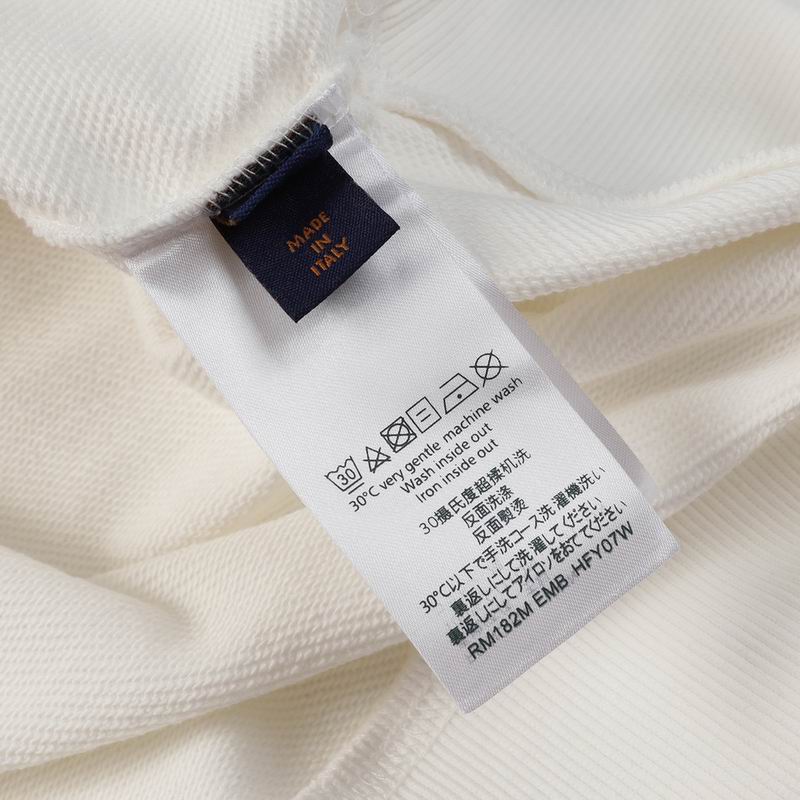 MADE
IN
ITALY
30
30°C very gentle machine wash
Wash inside out
Iron inside out
30摄氏度超揉机洗
反面洗涤
反面熨烫
30℃以下で手洗コース洗濯機洗い
裏返しにして洗濯してください
裏返しにしてアイロンをおてでください
RM182M EMB HFY07W